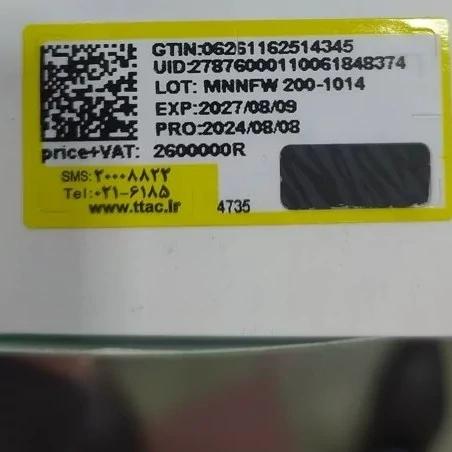 GTIN:06261162514345
UID:27876000110061848374
LOT: MNNFW 200-1014
EXP:2027/08/09
PRO:2024/08/08
price+VAT: 2600000R
SMS:۲۰۰۰۸۸۲۲
Tel:۰۲۱-۶۱۸۵
www.ttac.ir
4735